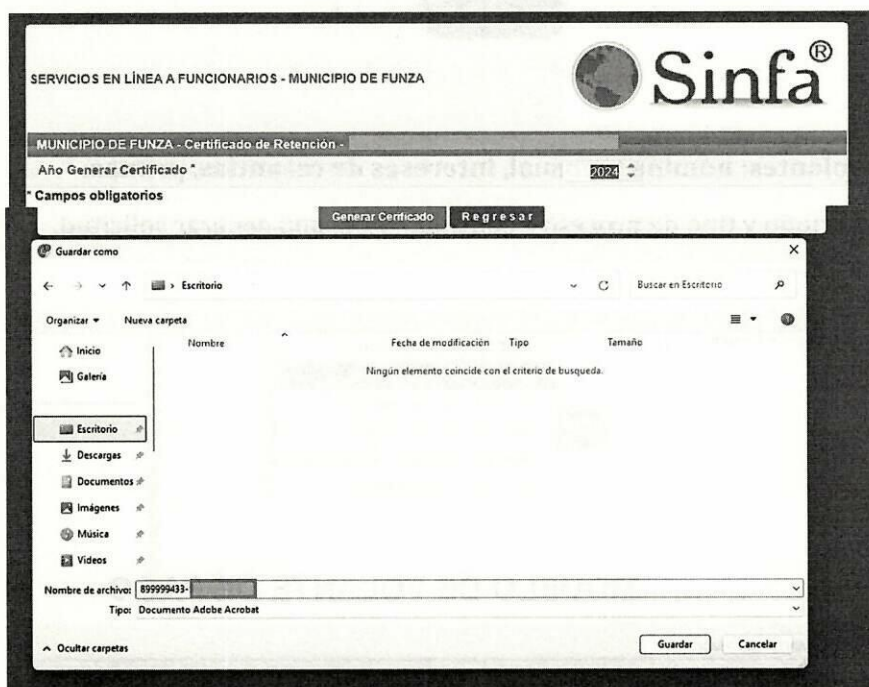 SERVICIOS EN LÍNEA A FUNCIONARIOS - MUNICIPIO DE FUNZA
Sinfa®
MUNICIPIO DE FUNZA - Certificado de Retención -
Año Generar Certificado * 2024
* Campos obligatorios
Generar Certificado Regresar
Guardar como
Escritorio Buscar en Escritorio
Organizar Nueva carpeta
Nombre Fecha de modificación Tipo Tamaño
Ningún elemento coincide con el criterio de busqueda.
Inicio
Galería
Escritorio
Descargas
Documentos
Imágenes
Música
Videos
Nombre de archivo: 899999433-
Tipo: Documento Adobe Acrobat
Ocultar carpetas Guardar Cancelar